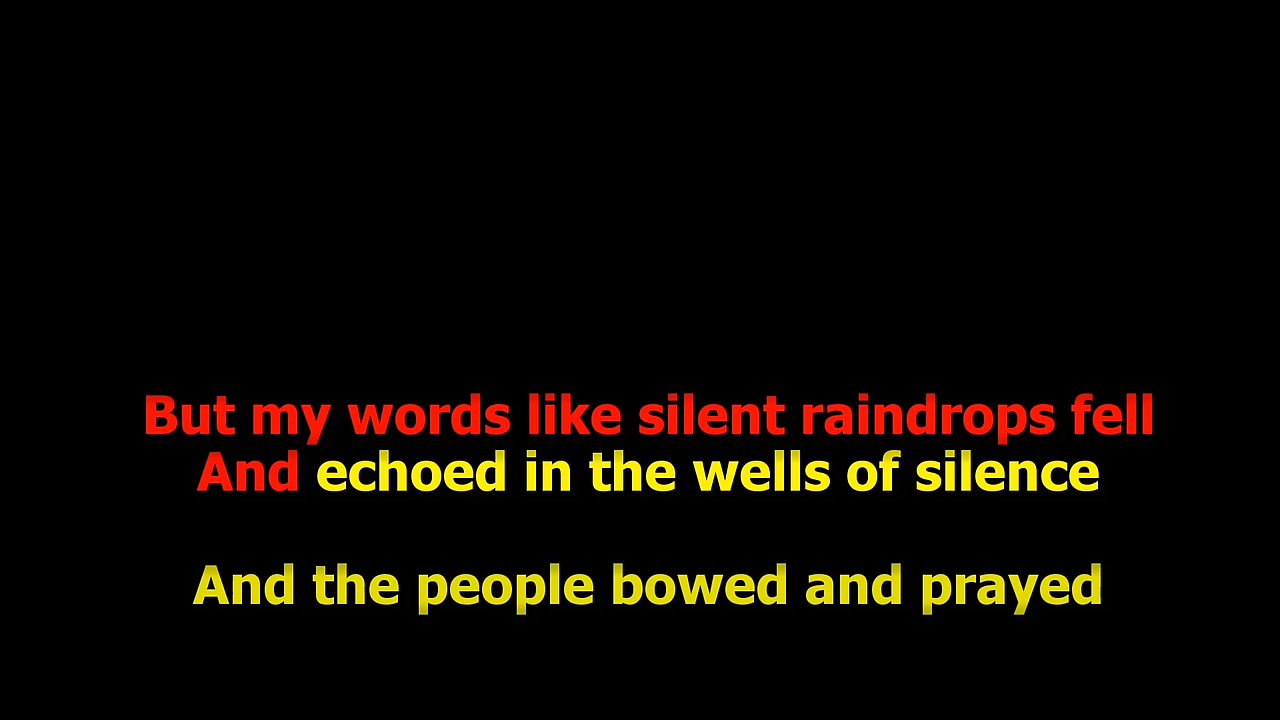 But my words like silent raindrops fell
And echoed in the wells of silence
And the people bowed and prayed